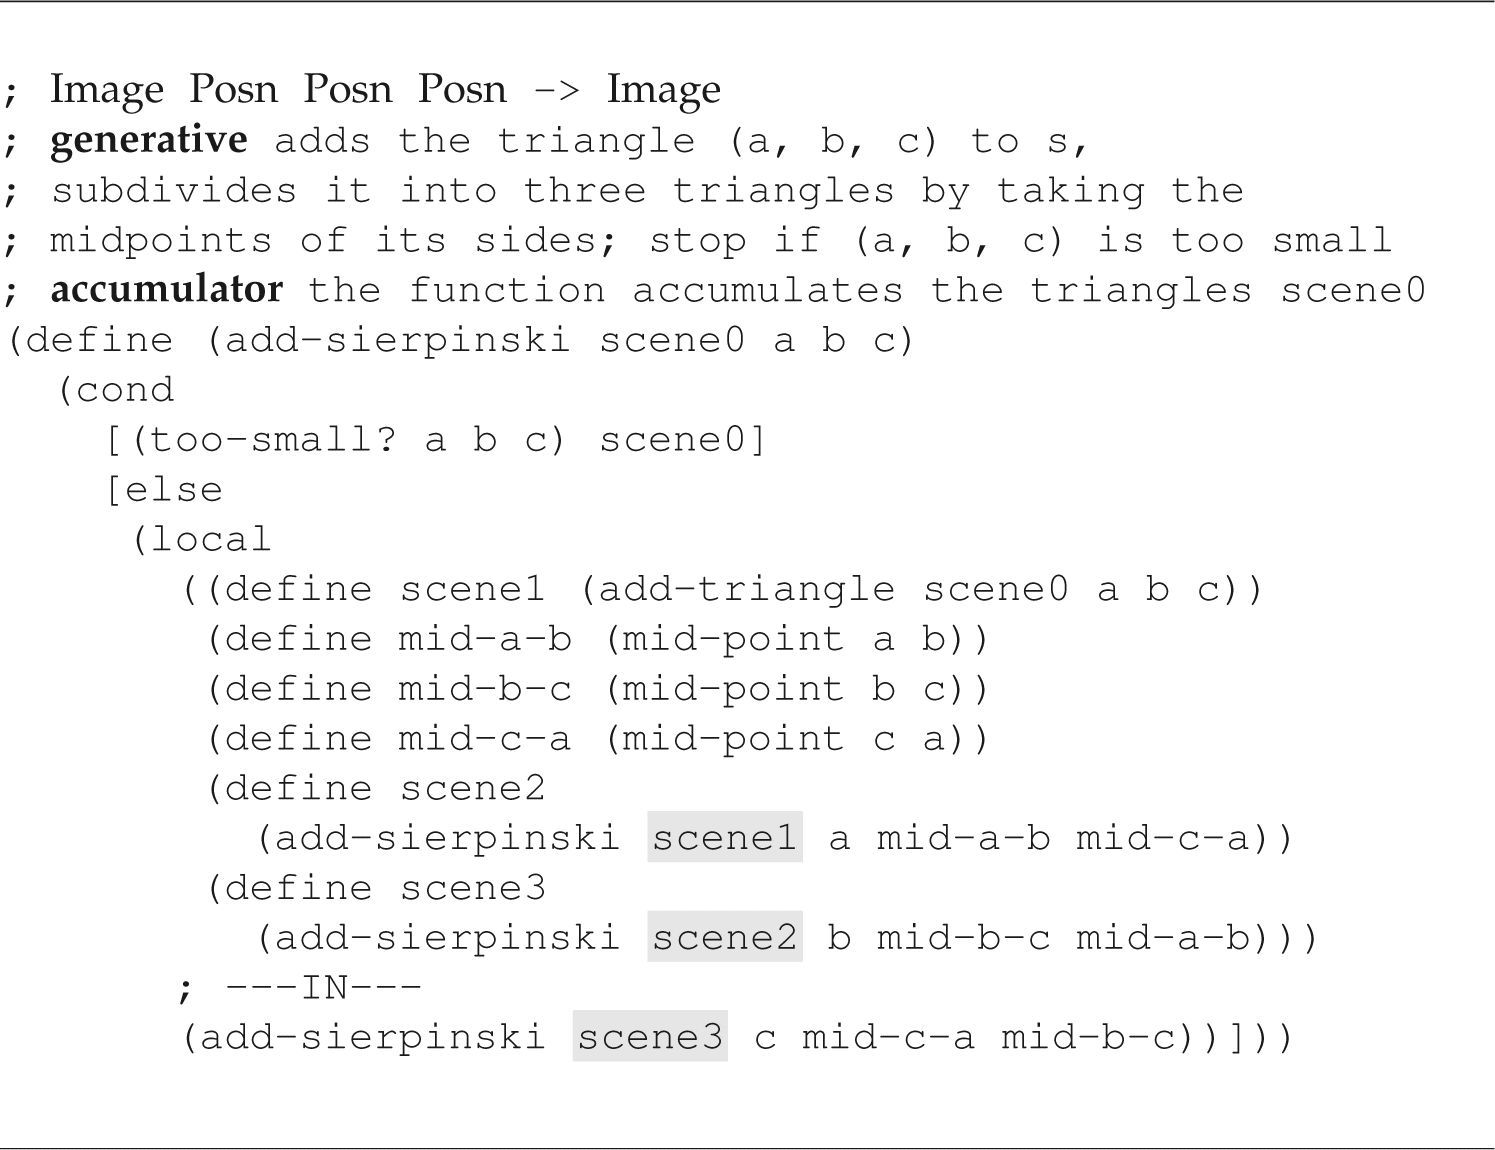 ; Image Posn Posn Posn -> Image
; generative adds the triangle (a, b, c) to s,
; subdivides it into three triangles by taking the
; midpoints of its sides; stop if (a, b, c) is too small
; accumulator the function accumulates the triangles scene0
(define (add-sierpinski scene0 a b c)
  (cond
    [(too-small? a b c) scene0]
    [else
     (local
       ((define scene1 (add-triangle scene0 a b c))
        (define mid-a-b (mid-point a b))
        (define mid-b-c (mid-point b c))
        (define mid-c-a (mid-point c a))
        (define scene2
          (add-sierpinski scene1 a mid-a-b mid-c-a))
        (define scene3
          (add-sierpinski scene2 b mid-b-c mid-a-b)))
       ; ---IN---
       (add-sierpinski scene3 c mid-c-a mid-b-c))]))